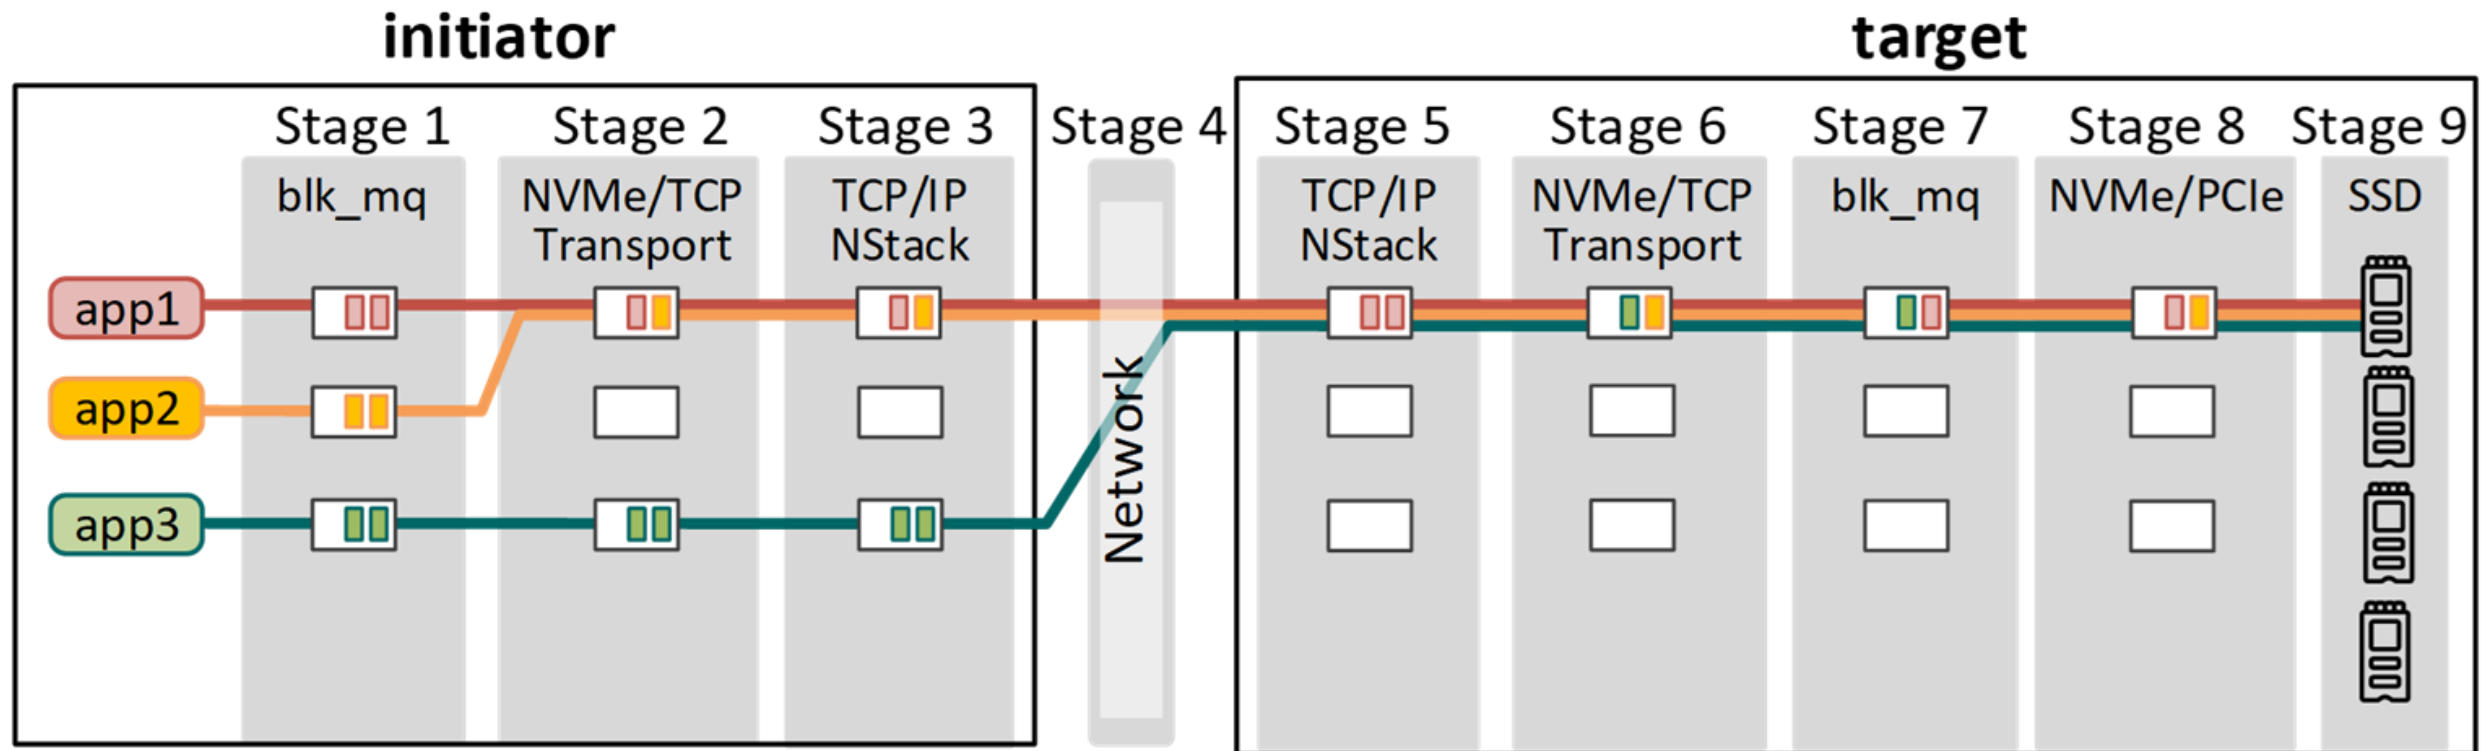 initiator
target
Stage 1
Stage 2
Stage 3
Stage 4
Stage 5
Stage 6
Stage 7
Stage 8
Stage 9
blk_mq
NVMe/TCP
Transport
TCP/IP
NStack
TCP/IP
NStack
NVMe/TCP
Transport
blk_mq
NVMe/PCIe
SSD
app1
app2
app3
Network